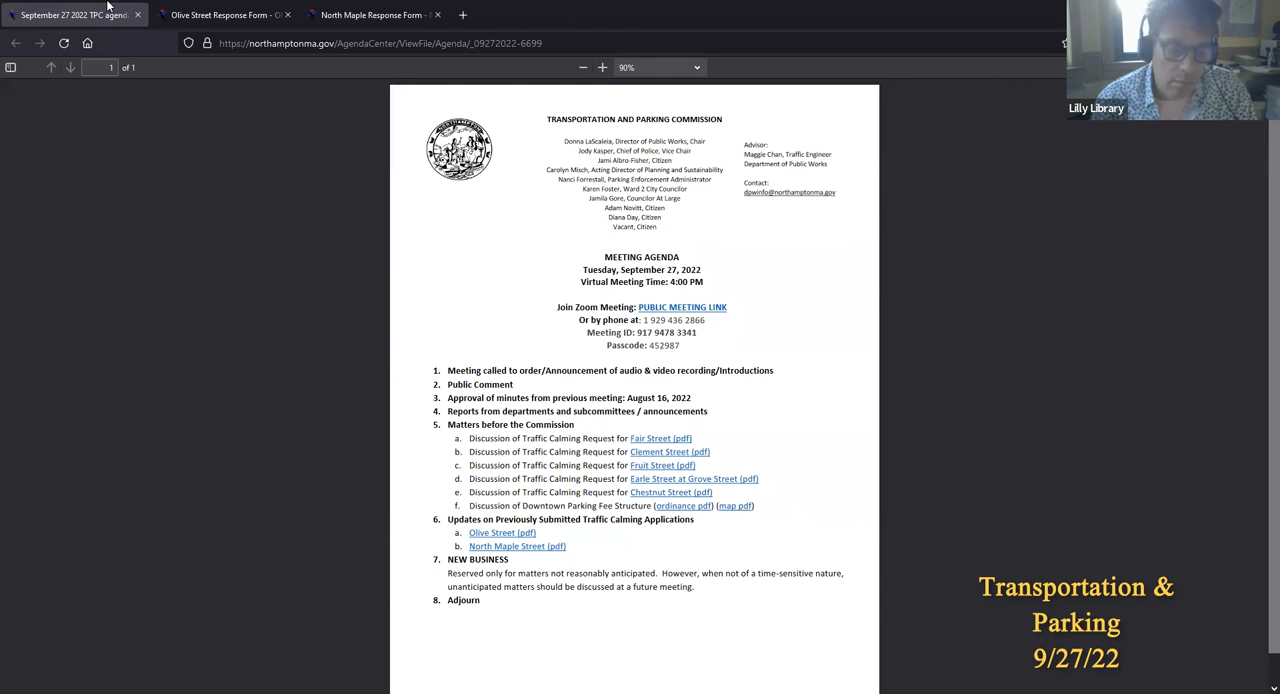 September 27 2022 TPC agenda
Olive Street Response Form - O
North Maple Response Form - N
https://northamptonma.gov/AgendaCenter/ViewFile/Agenda/_09272022-6699
1 of 1
90%
Lilly Library
TRANSPORTATION AND PARKING COMMISSION
Donna LaScaleia, Director of Public Works, Chair
Jody Kasper, Chief of Police, Vice Chair
Jami Albro-Fisher, Citizen
Carolyn Misch, Acting Director of Planning and Sustainability
Nanci Forrestall, Parking Enforcement Administrator
Karen Foster, Ward 2 City Councilor
Jamila Gore, Councilor At Large
Adam Novitt, Citizen
Diana Day, Citizen
Vacant, Citizen
Advisor:
Maggie Chan, Traffic Engineer
Department of Public Works
Contact:
dpwinfo@northamptonma.gov
MEETING AGENDA
Tuesday, September 27, 2022
Virtual Meeting Time: 4:00 PM
Join Zoom Meeting: PUBLIC MEETING LINK
Or by phone at: 1 929 436 2866
Meeting ID: 917 9478 3341
Passcode: 452987
1. Meeting called to order/Announcement of audio & video recording/Introductions
2. Public Comment
3. Approval of minutes from previous meeting: August 16, 2022
4. Reports from departments and subcommittees / announcements
5. Matters before the Commission
a. Discussion of Traffic Calming Request for Fair Street (pdf)
b. Discussion of Traffic Calming Request for Clement Street (pdf)
c. Discussion of Traffic Calming Request for Fruit Street (pdf)
d. Discussion of Traffic Calming Request for Earle Street at Grove Street (pdf)
e. Discussion of Traffic Calming Request for Chestnut Street (pdf)
f. Discussion of Downtown Parking Fee Structure (ordinance pdf) (map pdf)
6. Updates on Previously Submitted Traffic Calming Applications
a. Olive Street (pdf)
b. North Maple Street (pdf)
7. NEW BUSINESS
Reserved only for matters not reasonably anticipated. However, when not of a time-sensitive nature,
unanticipated matters should be discussed at a future meeting.
8. Adjourn
Transportation &
Parking
9/27/22